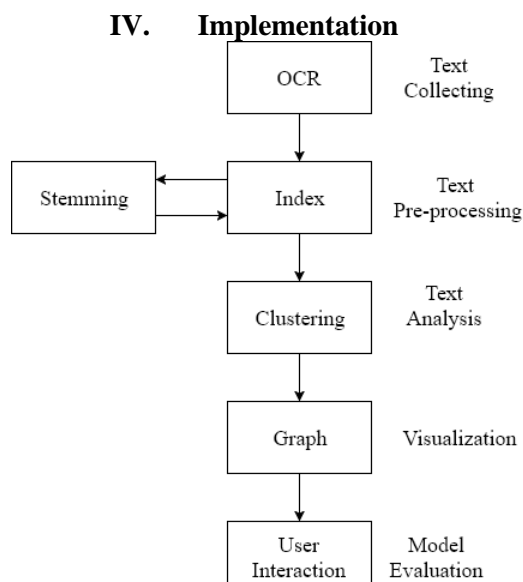 IV. Implementation
OCR
Text
Collecting
Stemming
Index
Text
Pre-processing
Clustering
Text
Analysis
Graph
Visualization
User
Interaction
Model
Evaluation